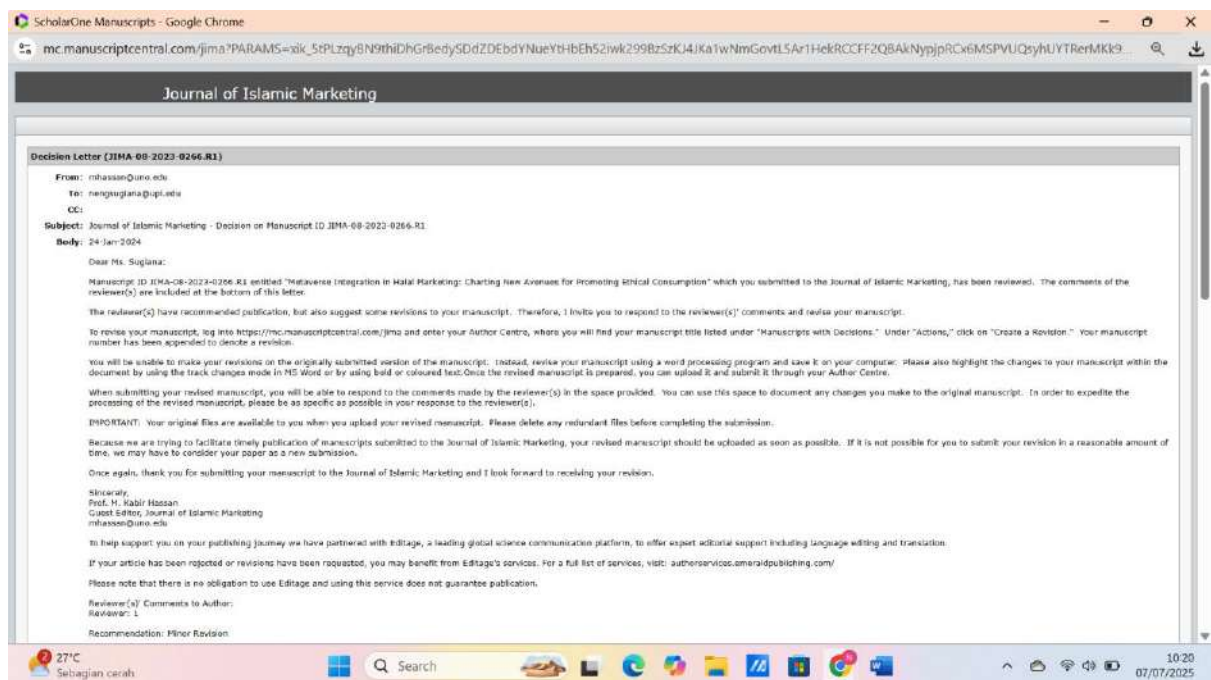 ScholarOne Manuscripts - Google Chrome
Journal of Islamic Marketing
Decision Letter (JIMA-08-2023-0266.R1)
From: mhassan@uno.edu
To: nengsugiana@upi.edu
CC:
Subject: Journal of Islamic Marketing - Decision on Manuscript ID JIMA-08-2023-0266.R1
Body: 24-Jan-2024
Dear Ms. Sugiana:
Manuscript ID JIMA-08-2023-0266.R1 entitled "Metaverse Integration in Halal Marketing: Charting New Avenues for Promoting Ethical Consumption" which you submitted to the Journal of Islamic Marketing, has been reviewed. The comments of the
reviewer(s) are included at the bottom of this letter.
The reviewer(s) have recommended publication, but also suggest some revisions to your manuscript. Therefore, I invite you to respond to the reviewer(s)' comments and revise your manuscript.
To revise your manuscript, log into https://mc.manuscriptcentral.com/jima and enter your Author Centre, where you will find your manuscript title listed under "Manuscripts with Decisions." Under "Actions," click on "Create a Revision." Your manuscript
number has been appended to denote a revision.
You will be unable to make your revisions on the originally submitted version of the manuscript. Instead, revise your manuscript using a word processing program and save it on your computer. Please also highlight the changes to your manuscript within the
document by using the track changes mode in MS Word or by using bold or coloured text.Once the revised manuscript is prepared, you can upload it and submit it through your Author Centre.
When submitting your revised manuscript, you will be able to respond to the comments made by the reviewer(s) in the space provided. You can use this space to document any changes you make to the original manuscript. In order to expedite the
processing of the revised manuscript, please be as specific as possible in your response to the reviewer(s).
IMPORTANT: Your original files are available to you when you upload your revised manuscript. Please delete any redundant files before completing the submission.
Because we are trying to facilitate timely publication of manuscripts submitted to the Journal of Islamic Marketing, your revised manuscript should be uploaded as soon as possible. If it is not possible for you to submit your revision in a reasonable amount of
time, we may have to consider your paper as a new submission.
Once again, thank you for submitting your manuscript to the Journal of Islamic Marketing and I look forward to receiving your revision.
Sincerely,
Prof. M. Kabir Hassan
Guest Editor, Journal of Islamic Marketing
mhassan@uno.edu
To help support you on your publishing journey we have partnered with Editage, a leading global science communication platform, to offer expert editorial support including language editing and translation.
If your article has been rejected or revisions have been requested, you may benefit from Editage's services. For a full list of services, visit: authorservices.emeraldpublishing.com/
Please note that there is no obligation to use Editage and using this service does not guarantee publication.
Reviewer(s)' Comments to Author:
Reviewer: 1
Recommendation: Minor Revision
2
27°C
Sebagian cerah
Search
10:20
07/07/2025